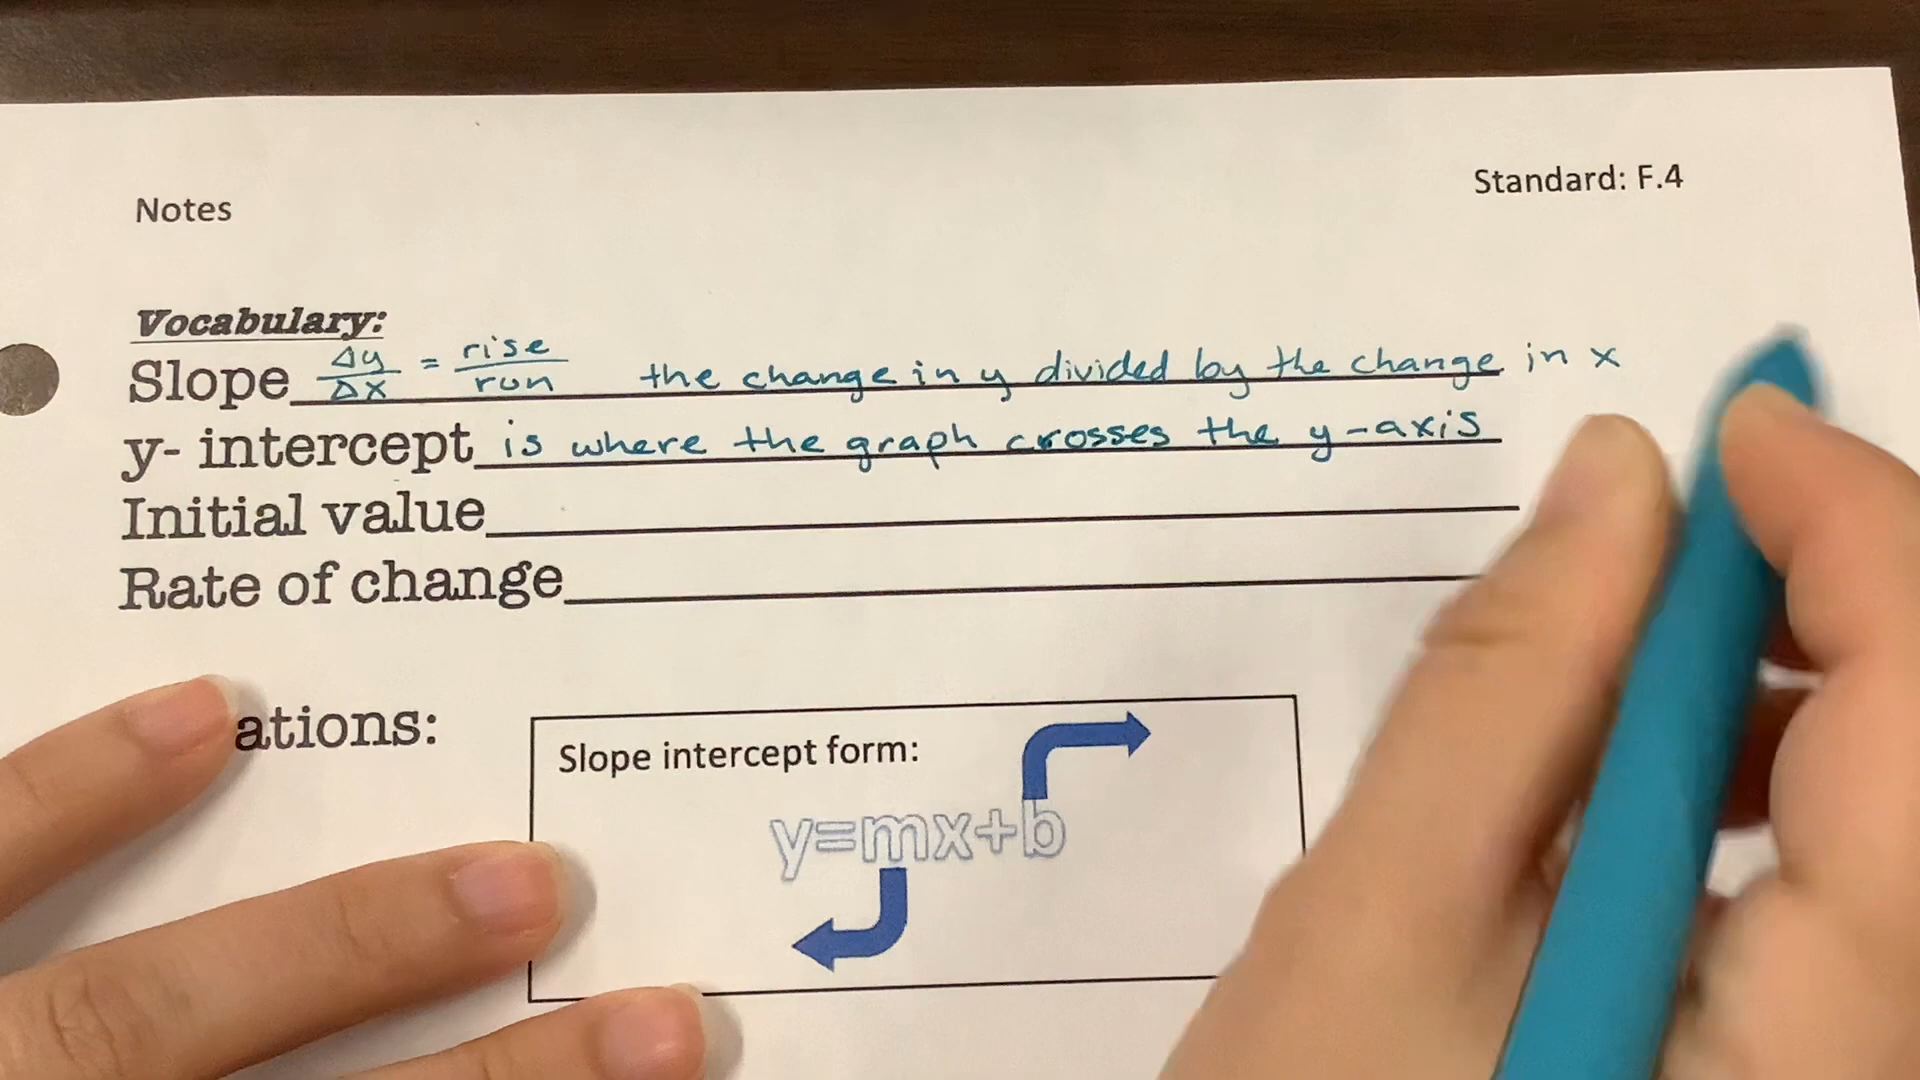 Standard: F.4
Notes
Vocabulary:
Slope Δy/Δx = rise/run the change in y divided by the change in x
y- intercept is where the graph crosses the y-axis
Initial value
Rate of change
ations:
Slope intercept form:
y=mx+b